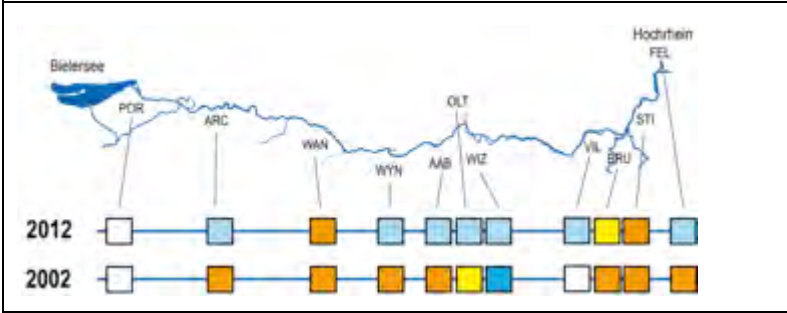 Hochrhein
FEL
Bielersee
POR
ARC
OLT
STI
WAN
VIL
BRU
WYN
AAB
WIZ
2012
2002